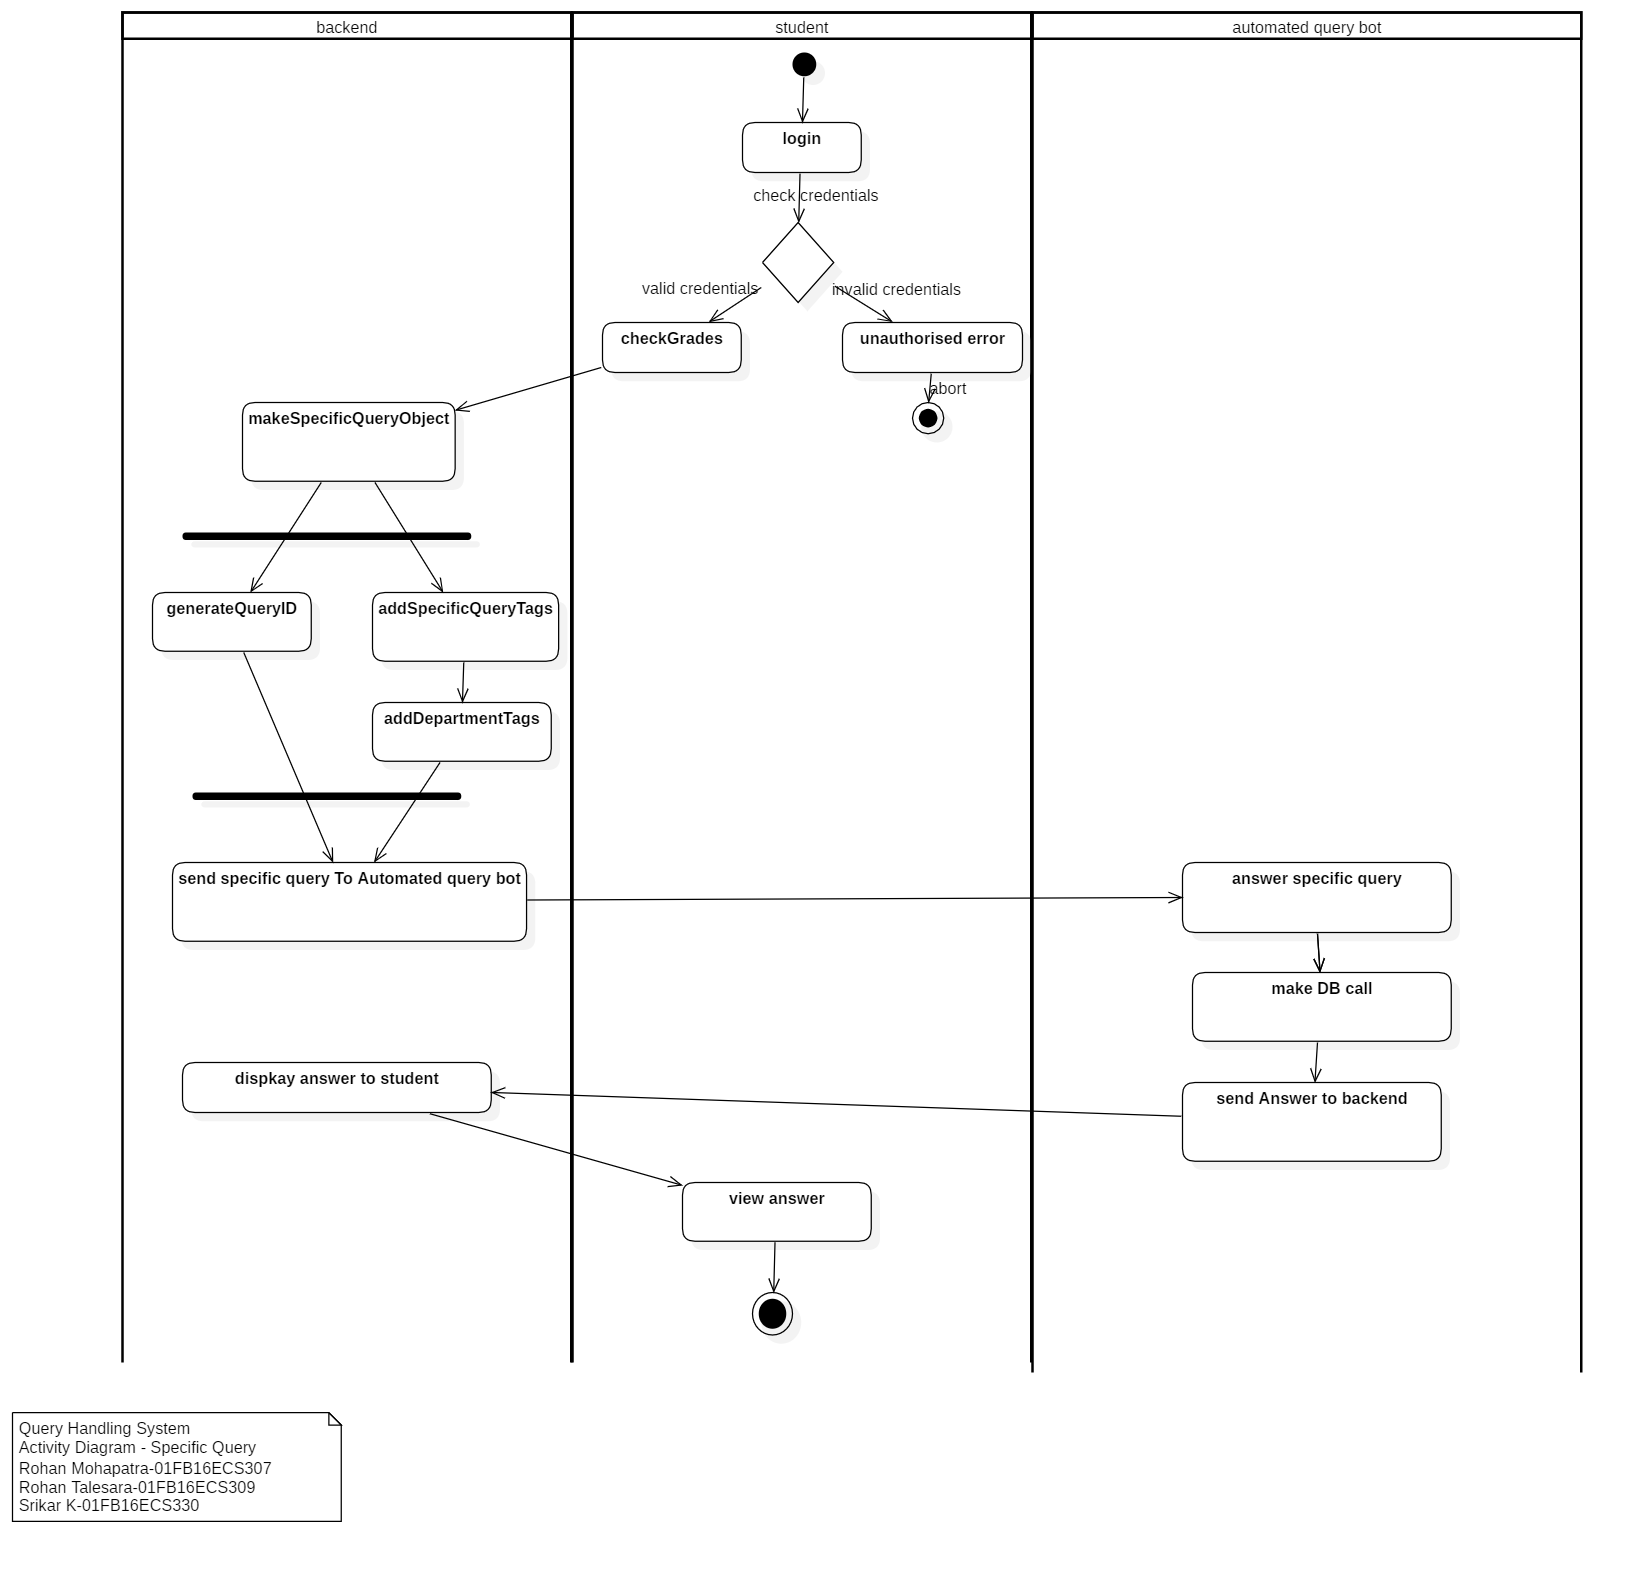 backend
student
automated query bot
login
check credentials
valid credentials
invalid credentials
checkGrades
unauthorised error
abort
makeSpecificQueryObject
generateQueryID
addSpecificQueryTags
addDepartmentTags
send specific query To Automated query bot
answer specific query
make DB call
dispkay answer to student
send Answer to backend
view answer
Query Handling System
Activity Diagram - Specific Query
Rohan Mohapatra-01FB16ECS307
Rohan Talesara-01FB16ECS309
Srikar K-01FB16ECS330